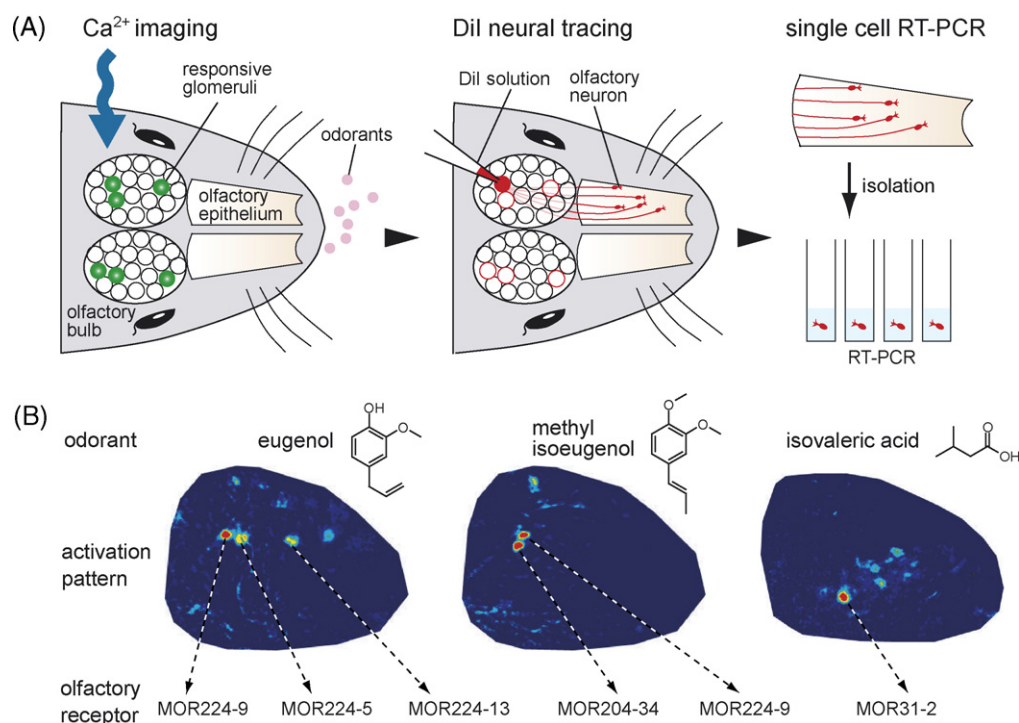 (A)
Ca²⁺ imaging
DiI neural tracing
single cell RT-PCR
responsive
glomeruli
odorants
olfactory
epithelium
olfactory
bulb
DiI solution
olfactory
neuron
isolation
RT-PCR
(B)
odorant
eugenol
OH
O
methyl
isoeugenol
O
O
isovaleric acid
O
OH
activation
pattern
olfactory
receptor
MOR224-9
MOR224-5
MOR224-13
MOR204-34
MOR224-9
MOR31-2